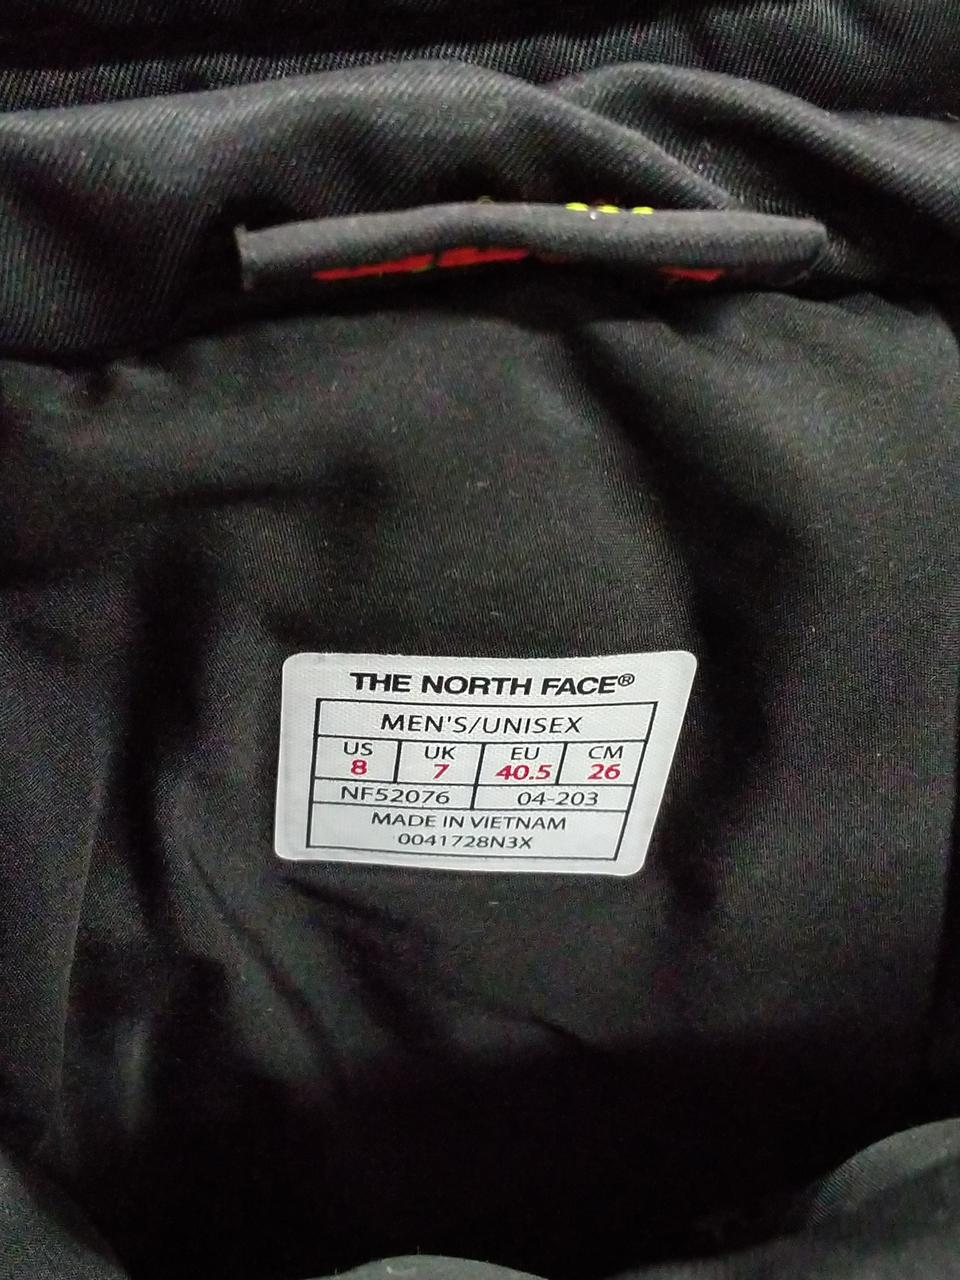 THE NORTH FACE®
MEN'S/UNISEX
US UK EU CM
8 7 40.5 26
NF52076 04-203
MADE IN VIETNAM
0041728N3X